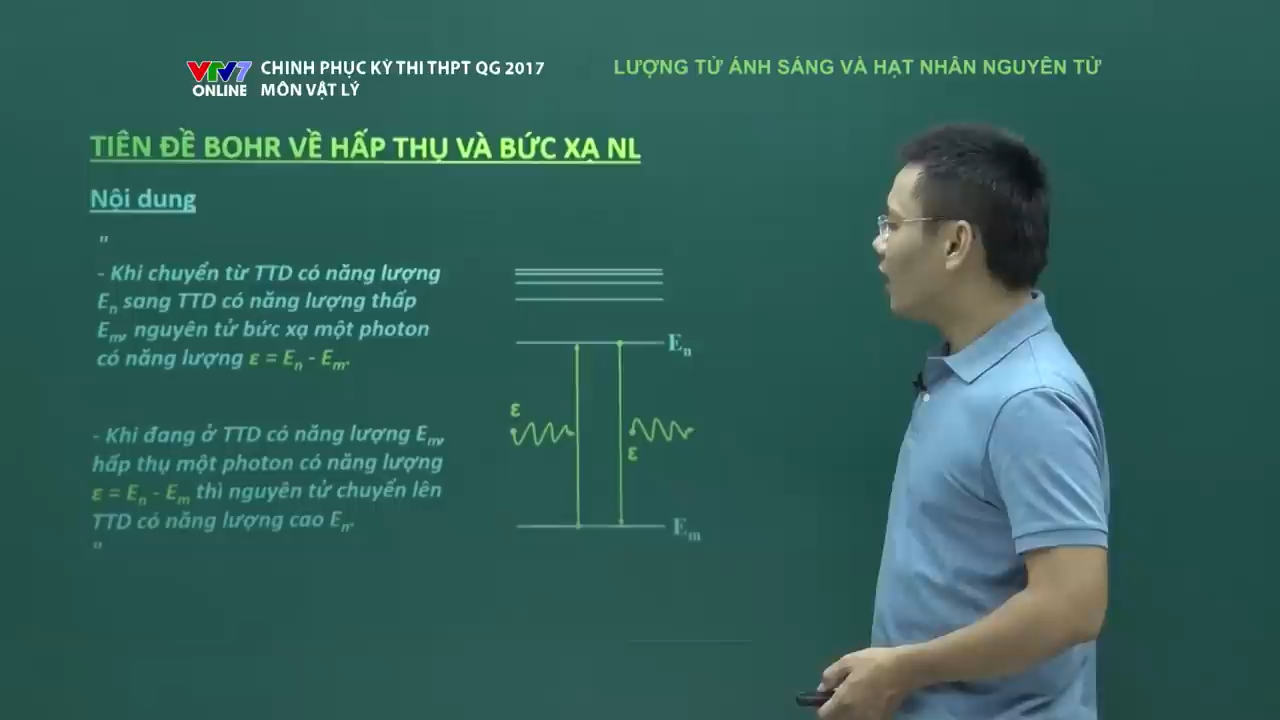 VTV7
ONLINE
CHINH PHỤC KỲ THI THPT QG 2017
MÔN VẬT LÝ
LƯỢNG TỬ ÁNH SÁNG VÀ HẠT NHÂN NGUYÊN TỬ
TIÊN ĐỀ BOHR VỀ HẤP THỤ VÀ BỨC XẠ NL
Nội dung
"
- Khi chuyển từ TTD có năng lượng
En sang TTD có năng lượng thấp
Em, nguyên tử bức xạ một photon
có năng lượng ε = En - Em.
- Khi đang ở TTD có năng lượng Em,
hấp thụ một photon có năng lượng
ε = En - Em thì nguyên tử chuyển lên
TTD có năng lượng cao En.
"
En
ε
ε
Em